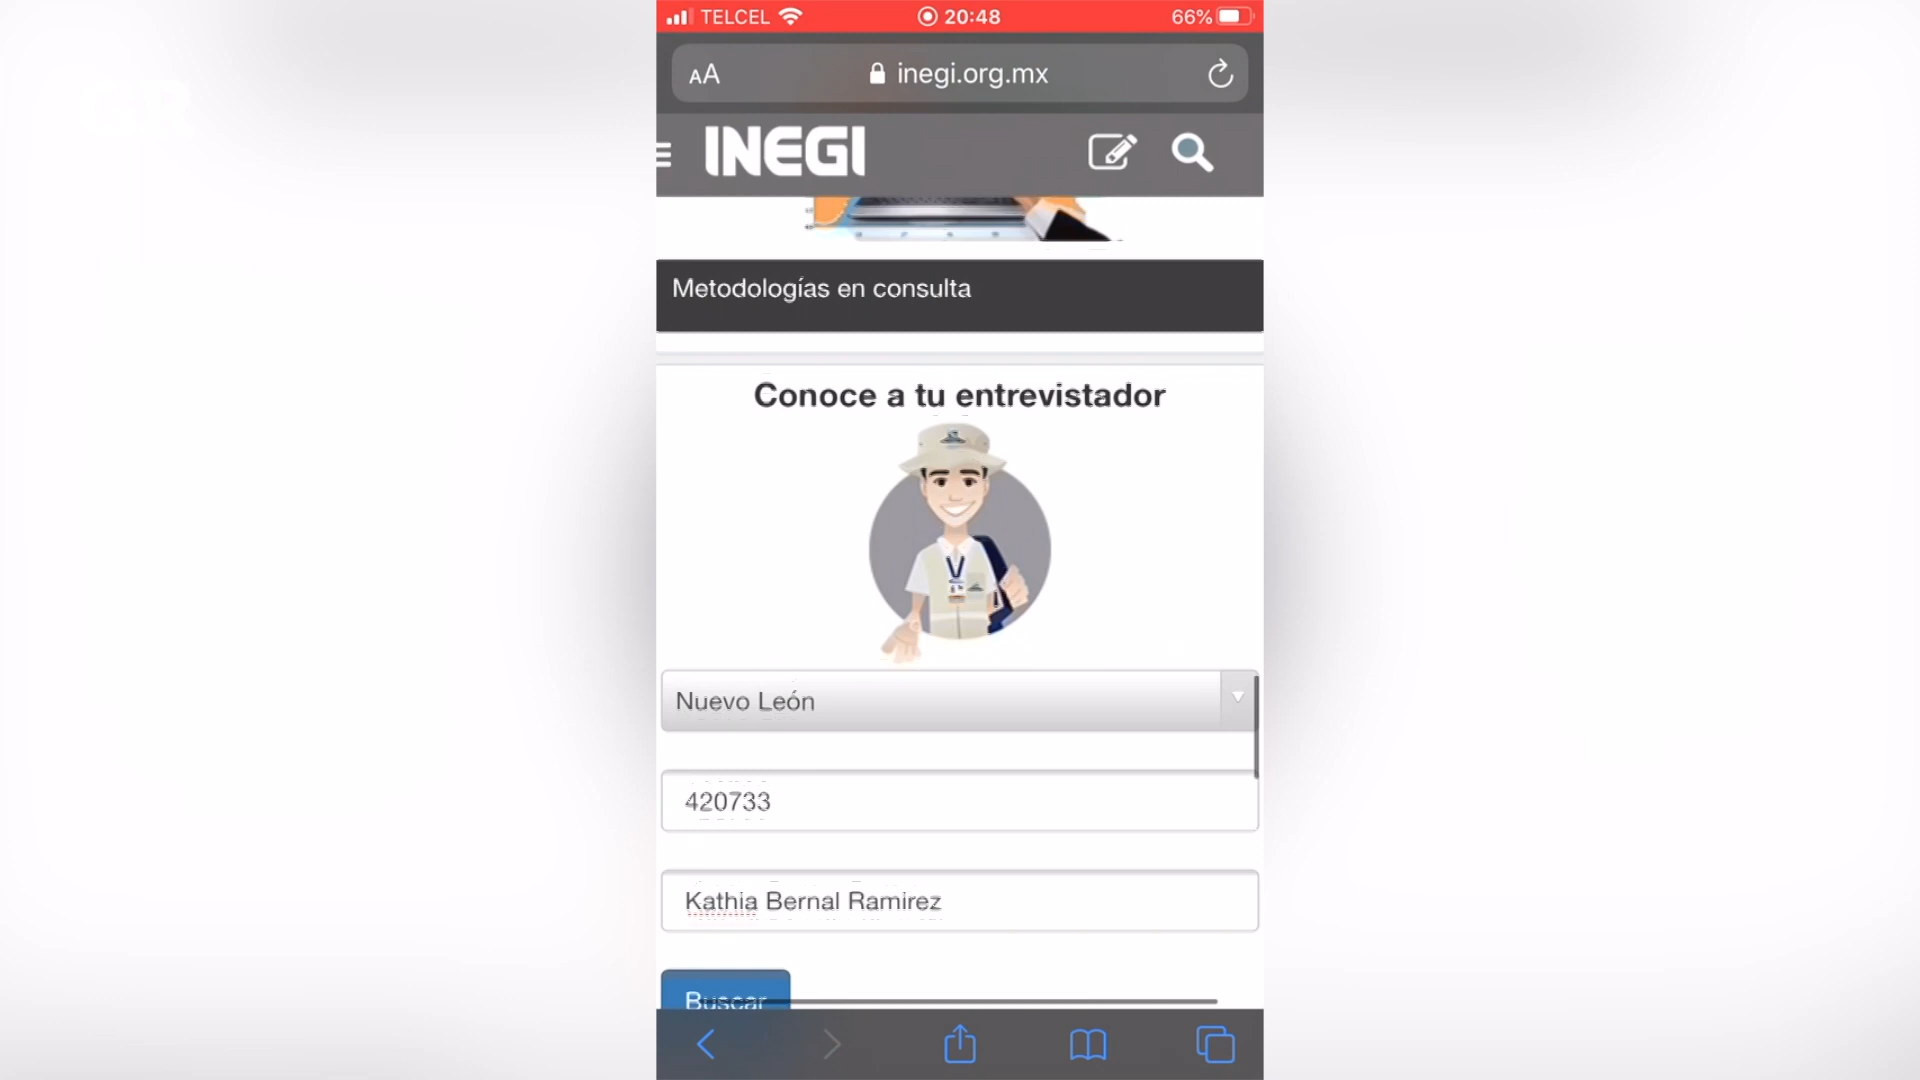 TELCEL 20:48 66%
AA inegi.org.mx
INEGI
Metodologías en consulta
Conoce a tu entrevistador
Nuevo León
420733
Kathia Bernal Ramirez
Buscar
GR